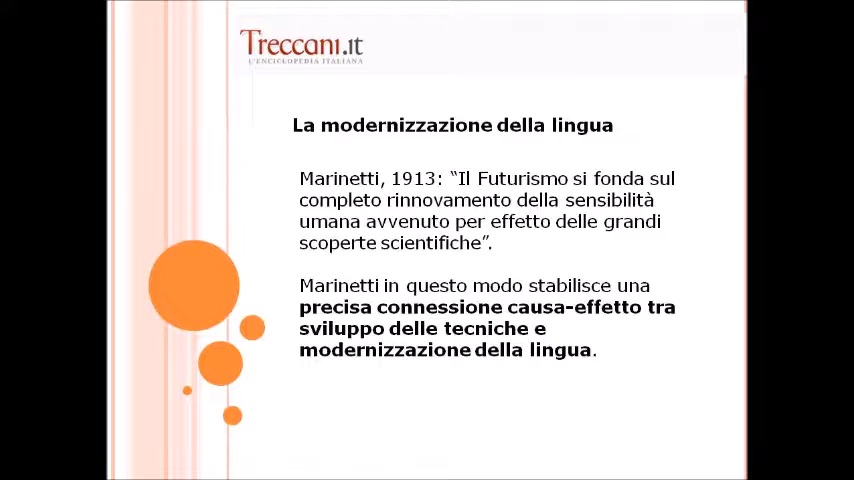 Treccani.it
L'ENCICLOPEDIA ITALIANA
La modernizzazione della lingua
Marinetti, 1913: “Il Futurismo si fonda sul
completo rinnovamento della sensibilità
umana avvenuto per effetto delle grandi
scoperte scientifiche”.
Marinetti in questo modo stabilisce una
precisa connessione causa-effetto tra
sviluppo delle tecniche e
modernizzazione della lingua.